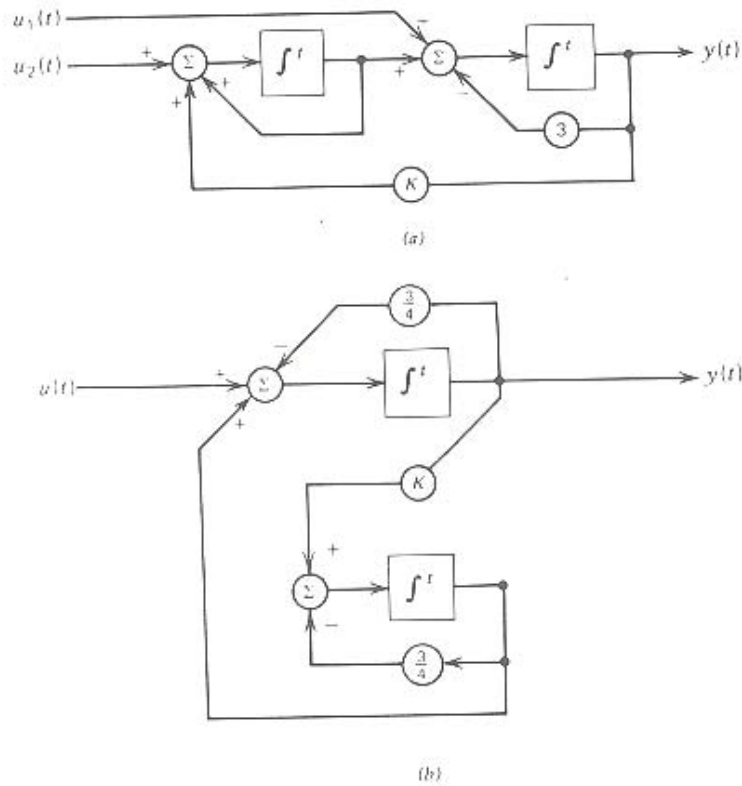 u₁(t)
u₂(t)
+
Σ
+
+
∫ t
−
+
Σ
−
∫ t
y(t)
3
K
(a)
3/4
−
u(t)
+
Σ
+
∫ t
y(t)
K
+
Σ
−
∫ t
3/4
(b)